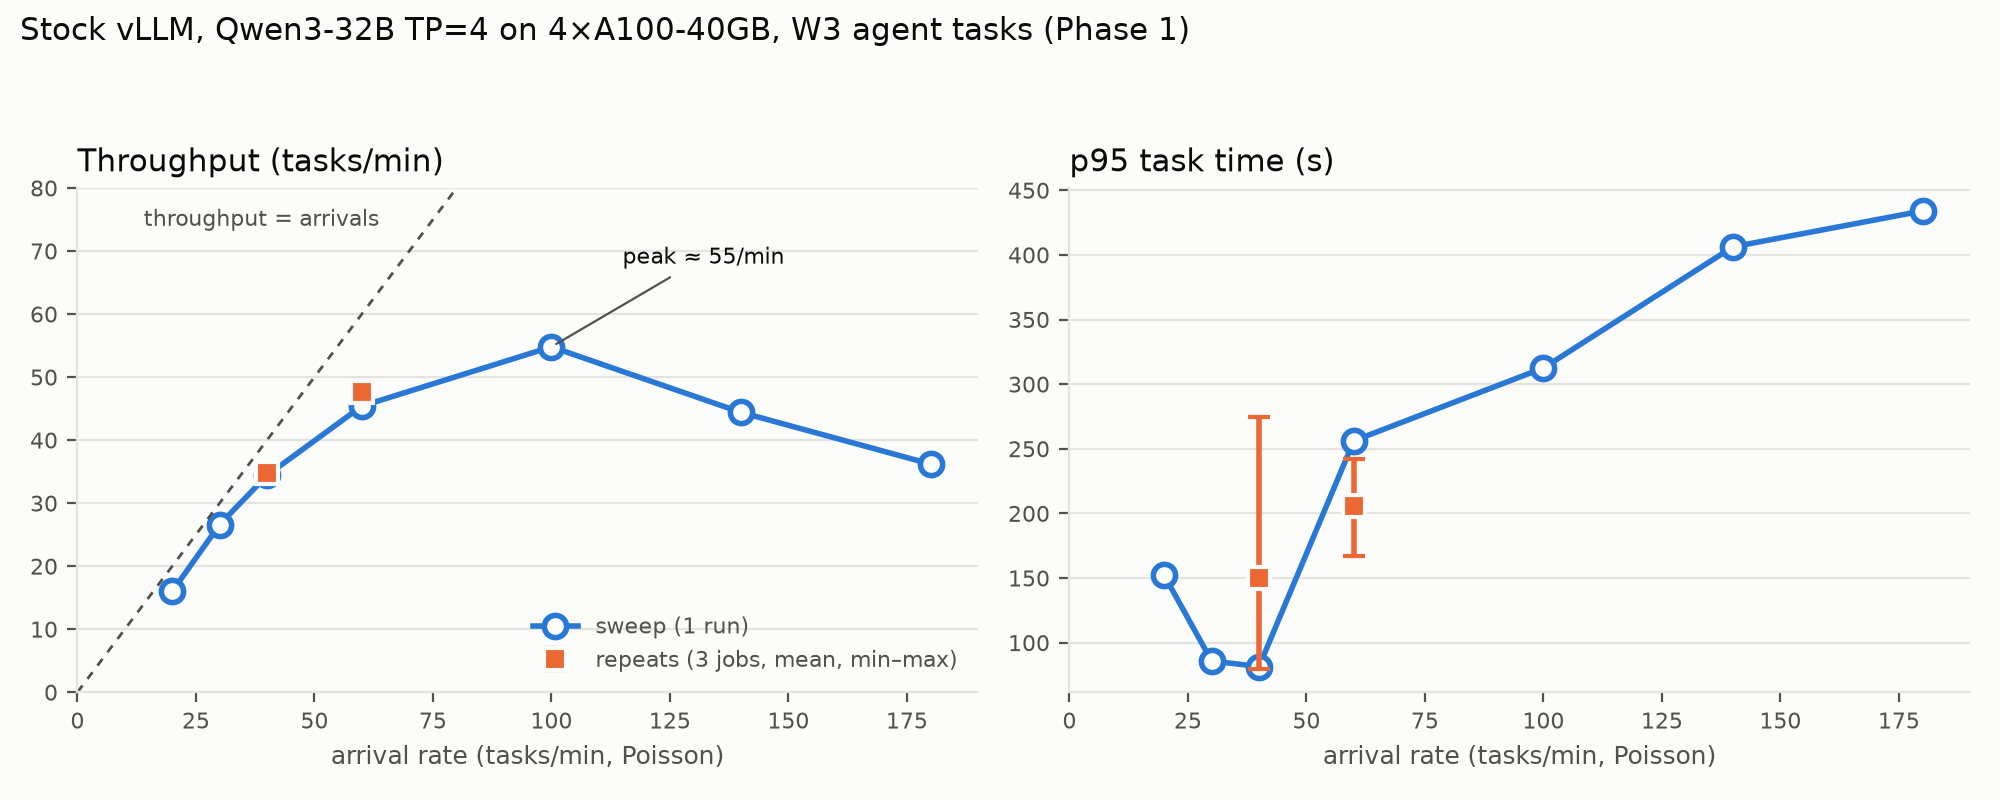 Stock vLLM, Qwen3-32B TP=4 on 4×A100-40GB, W3 agent tasks (Phase 1)
Throughput (tasks/min)
80
70
60
50
40
30
20
10
0
throughput = arrivals
peak ≈ 55/min
sweep (1 run)
repeats (3 jobs, mean, min–max)
0 25 50 75 100 125 150 175
arrival rate (tasks/min, Poisson)
p95 task time (s)
450
400
350
300
250
200
150
100
0 25 50 75 100 125 150 175
arrival rate (tasks/min, Poisson)